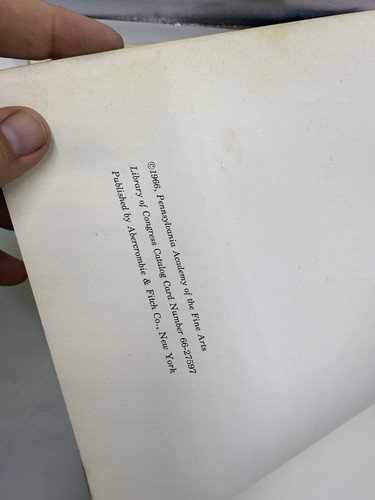 ©1966, Pennsylvania Academy of the Fine Arts
Library of Congress Catalog Card Number 66-27597
Published by Abercrombie & Fitch Co., New York